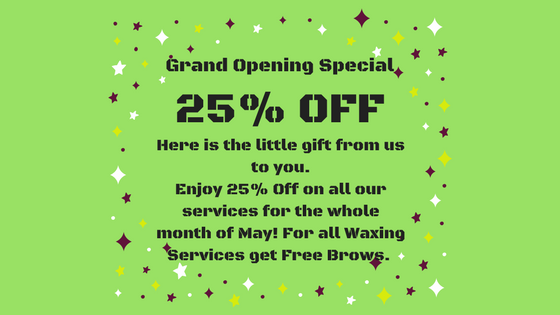 Grand Opening Special
25% OFF
Here is the little gift from us
to you.
Enjoy 25% Off on all our
services for the whole
month of May! For all Waxing
Services get Free Brows.